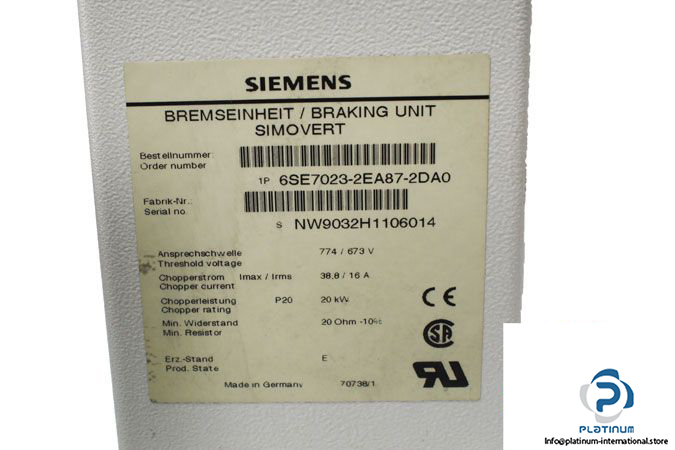 SIEMENS
BREMSEINHEIT / BRAKING UNIT
SIMOVERT
Bestellnummer:
Order number
1P 6SE7023-2EA87-2DA0
Fabrik-Nr.:
Serial no.
S NW9032H1106014
Ansprechschwelle 774 / 673 V
Threshold voltage
Chopperstrom Imax / Irms 38,8 / 16 A
Chopper current
Chopperleistung P20 20 kW
Chopper rating
Min. Widerstand 20 Ohm -10%
Min. Resistor
Erz.-Stand E
Prod. State
Made in Germany 70738/1
CE
SA
RU
PLATINUM
Info@platinum-international.store